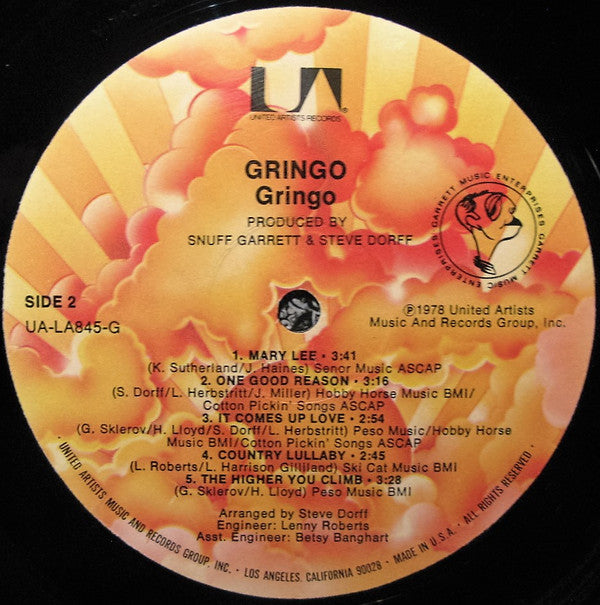 UA®
UNITED ARTISTS RECORDS
GRINGO
Gringo
PRODUCED BY
SNUFF GARRETT & STEVE DORFF
GARRETT MUSIC ENTERPRISES GARRETT MUSIC ENTERPRISES
SIDE 2
UA-LA845-G
Ⓟ1978 United Artists
Music And Records Group, Inc.
1. MARY LEE • 3:41
(K. Sutherland/J. Haines) Senor Music ASCAP
2. ONE GOOD REASON • 3:16
(S. Dorff/L. Herbstritt/J. Miller) Hobby Horse Music BMI/
Cotton Pickin' Songs ASCAP
3. IT COMES UP LOVE • 2:54
(G. Sklerov/H. Lloyd/S. Dorff/L. Herbstritt) Peso Music/Hobby Horse
Music BMI/Cotton Pickin' Songs ASCAP
4. COUNTRY LULLABY • 2:45
(L. Roberts/L. Harrison Gilliland) Ski Cat Music BMI
5. THE HIGHER YOU CLIMB • 3:28
(G. Sklerov/H. Lloyd) Peso Music BMI
Arranged by Steve Dorff
Engineer: Lenny Roberts
Asst. Engineer: Betsy Banghart
• UNITED ARTISTS MUSIC AND RECORDS GROUP, INC. • LOS ANGELES, CALIFORNIA 90028 • MADE IN U.S.A. • ALL RIGHTS RESERVED •